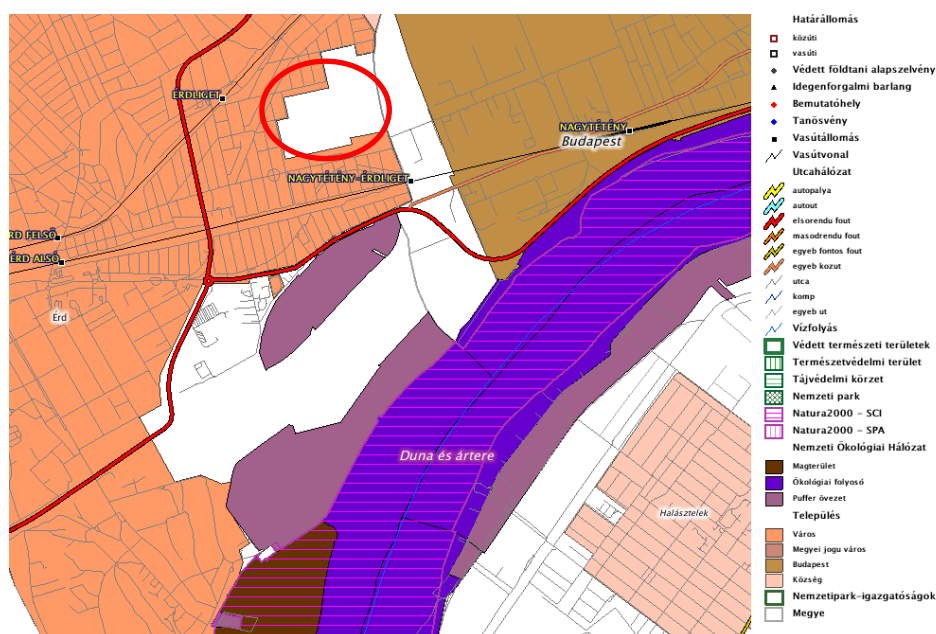 ÉRDLIGET
NAGYTÉTÉNY
Budapest
NAGYTÉTÉNY-ÉRDLIGET
RD FELSŐ
ÉRD ALSÓ
Érd
Duna és ártere
Halásztelek
Határállomás
közúti
vasúti
Védett földtani alapszelvény
Idegenforgalmi barlang
Bemutatóhely
Tanösvény
Vasútállomás
Vasútvonal
Utcahálózat
autopalya
autout
elsorendu fout
masodrendu fout
egyeb fontos fout
egyeb kozut
utca
komp
egyeb ut
Vízfolyás
Védett természeti területek
Természetvédelmi terület
Tájvédelmi körzet
Nemzeti park
Natura2000 - SCI
Natura2000 - SPA
Nemzeti Ökológiai Hálózat
Magterület
Ökológiai folyosó
Puffer övezet
Település
Város
Megyei jogu város
Budapest
Község
Nemzetipark-igazgatóságok
Megye